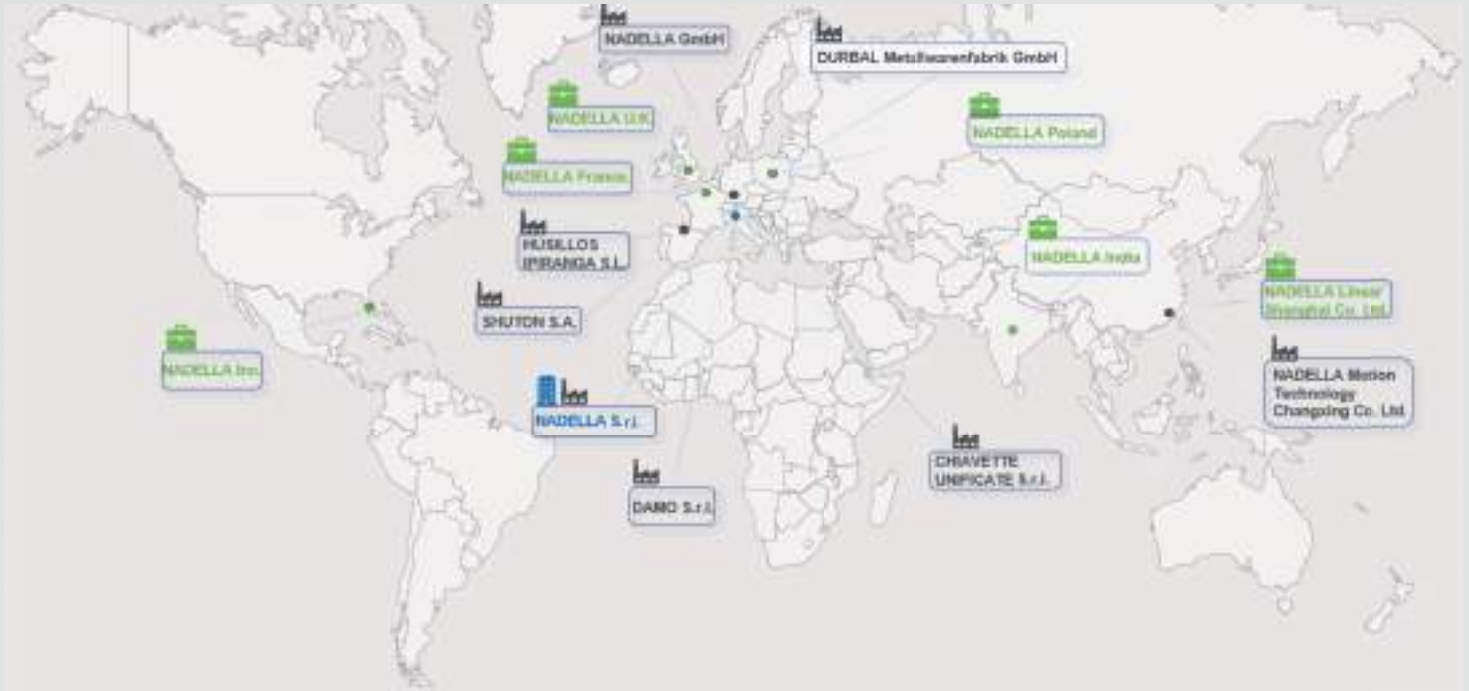 NADELLA GmbH
DURBAL Metallwarenfabrik GmbH
NADELLA U.K.
NADELLA Poland
NADELLA France
HUSILLOS
IPIRANGA S.L.
NADELLA India
NADELLA Linear
Shanghai Co. Ltd.
SHUTON S.A.
NADELLA Inc.
NADELLA Motion
Technology
Changxing Co. Ltd
NADELLA S.r.l.
CHIAVETTE
UNIFICATE S.r.l.
DAMO S.r.l.